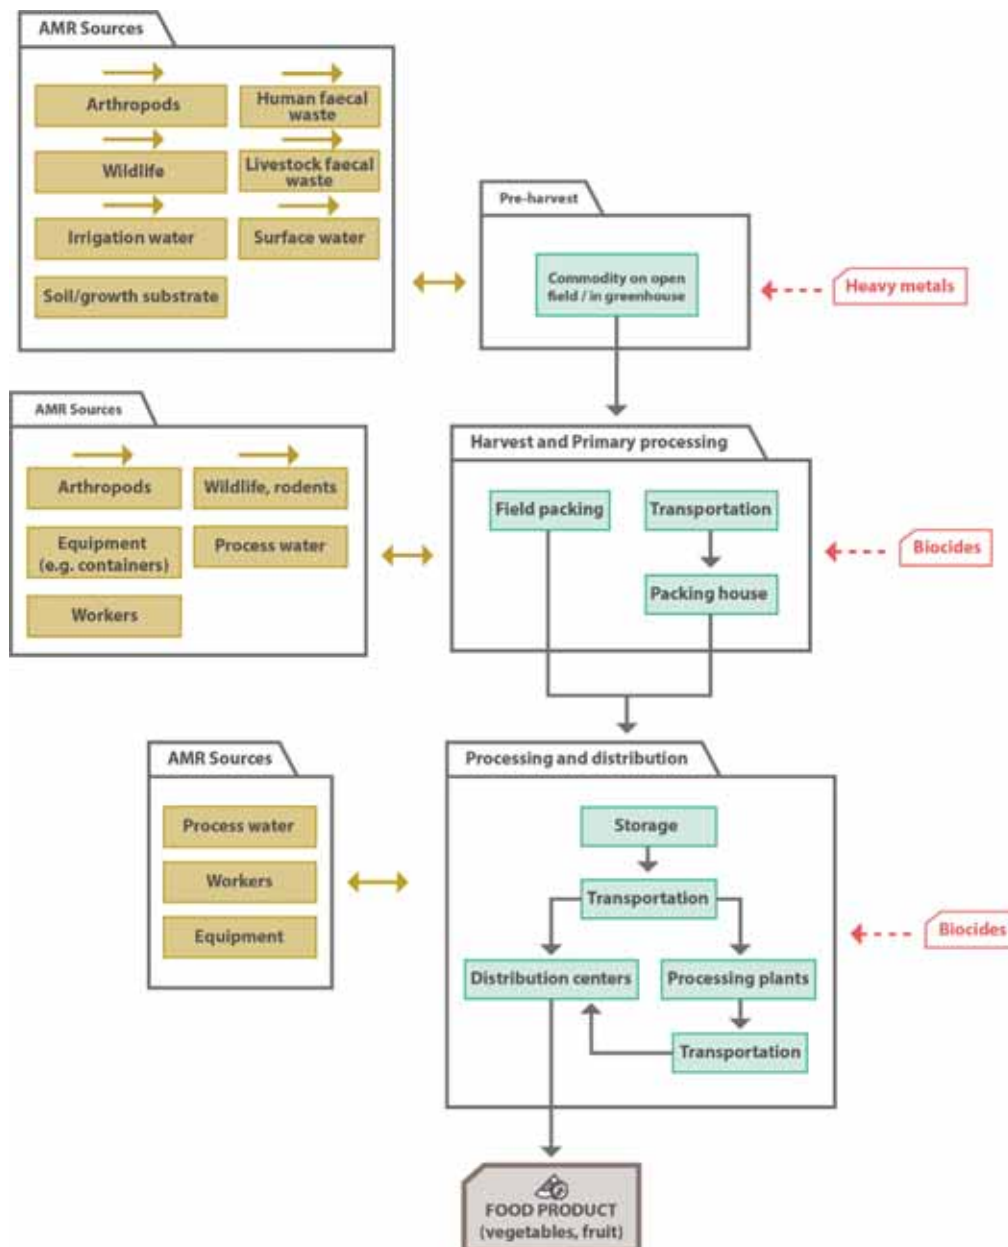 AMR Sources
Arthropods
Human faecal
waste
Wildlife
Livestock faecal
waste
Irrigation water
Surface water
Soil/growth substrate
Pre-harvest
Commodity on open
field / in greenhouse
Heavy metals
AMR Sources
Arthropods
Wildlife, rodents
Equipment
(e.g. containers)
Process water
Workers
Harvest and Primary processing
Field packing
Transportation
Packing house
Biocides
AMR Sources
Process water
Workers
Equipment
Processing and distribution
Storage
Transportation
Distribution centers
Processing plants
Transportation
Biocides
FOOD PRODUCT
(vegetables, fruit)